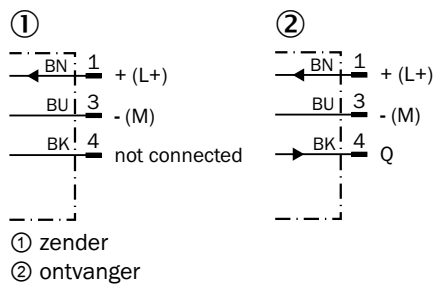 ① ②
BN 1 + (L+)
BU 3 - (M)
BK 4 not connected
BN 1 + (L+)
BU 3 - (M)
BK 4 Q
① zender
② ontvanger